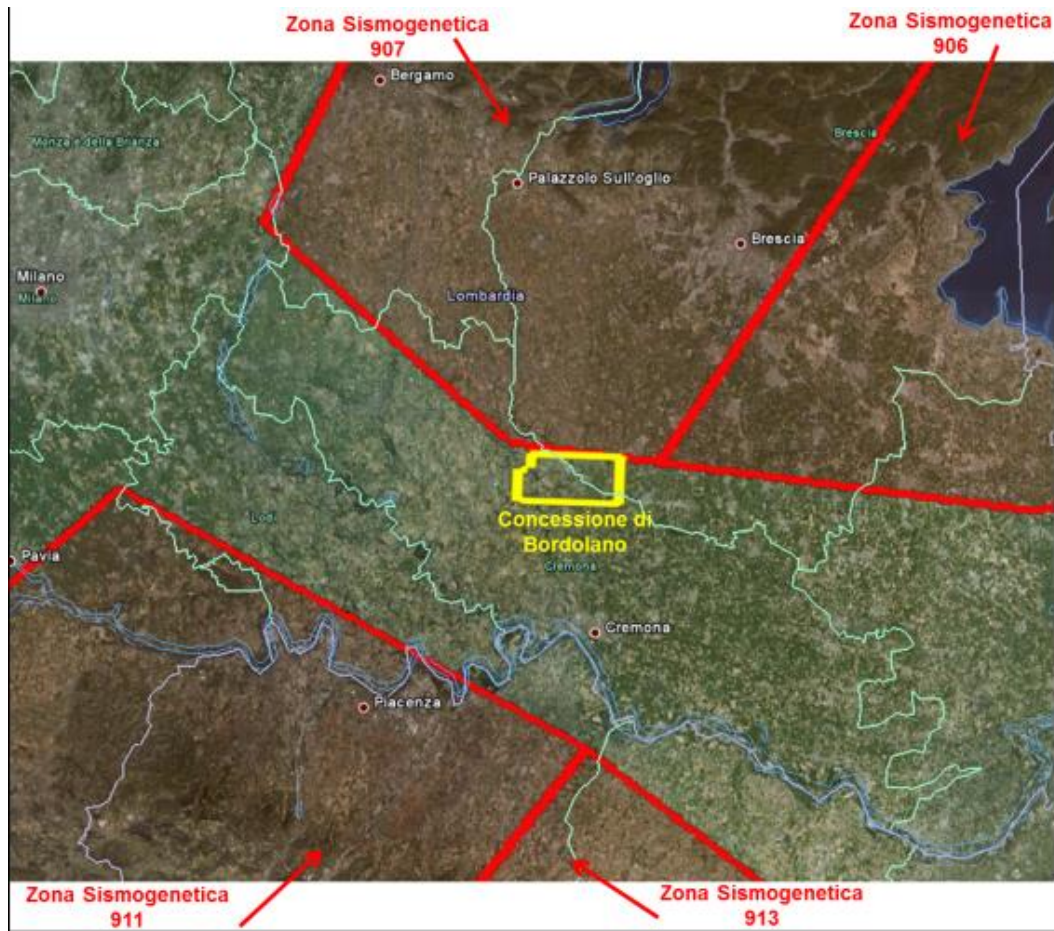 Zona Sismogenetica
907
Zona Sismogenetica
906
Bergamo
Monza e della Brianza
Brescia
Palazzolo Sull'oglio
Brescia
Milano
Milano
Lombardia
Concessione di
Bordolano
Lodi
Cremona
Pavia
Cremona
Piacenza
Zona Sismogenetica
911
Zona Sismogenetica
913